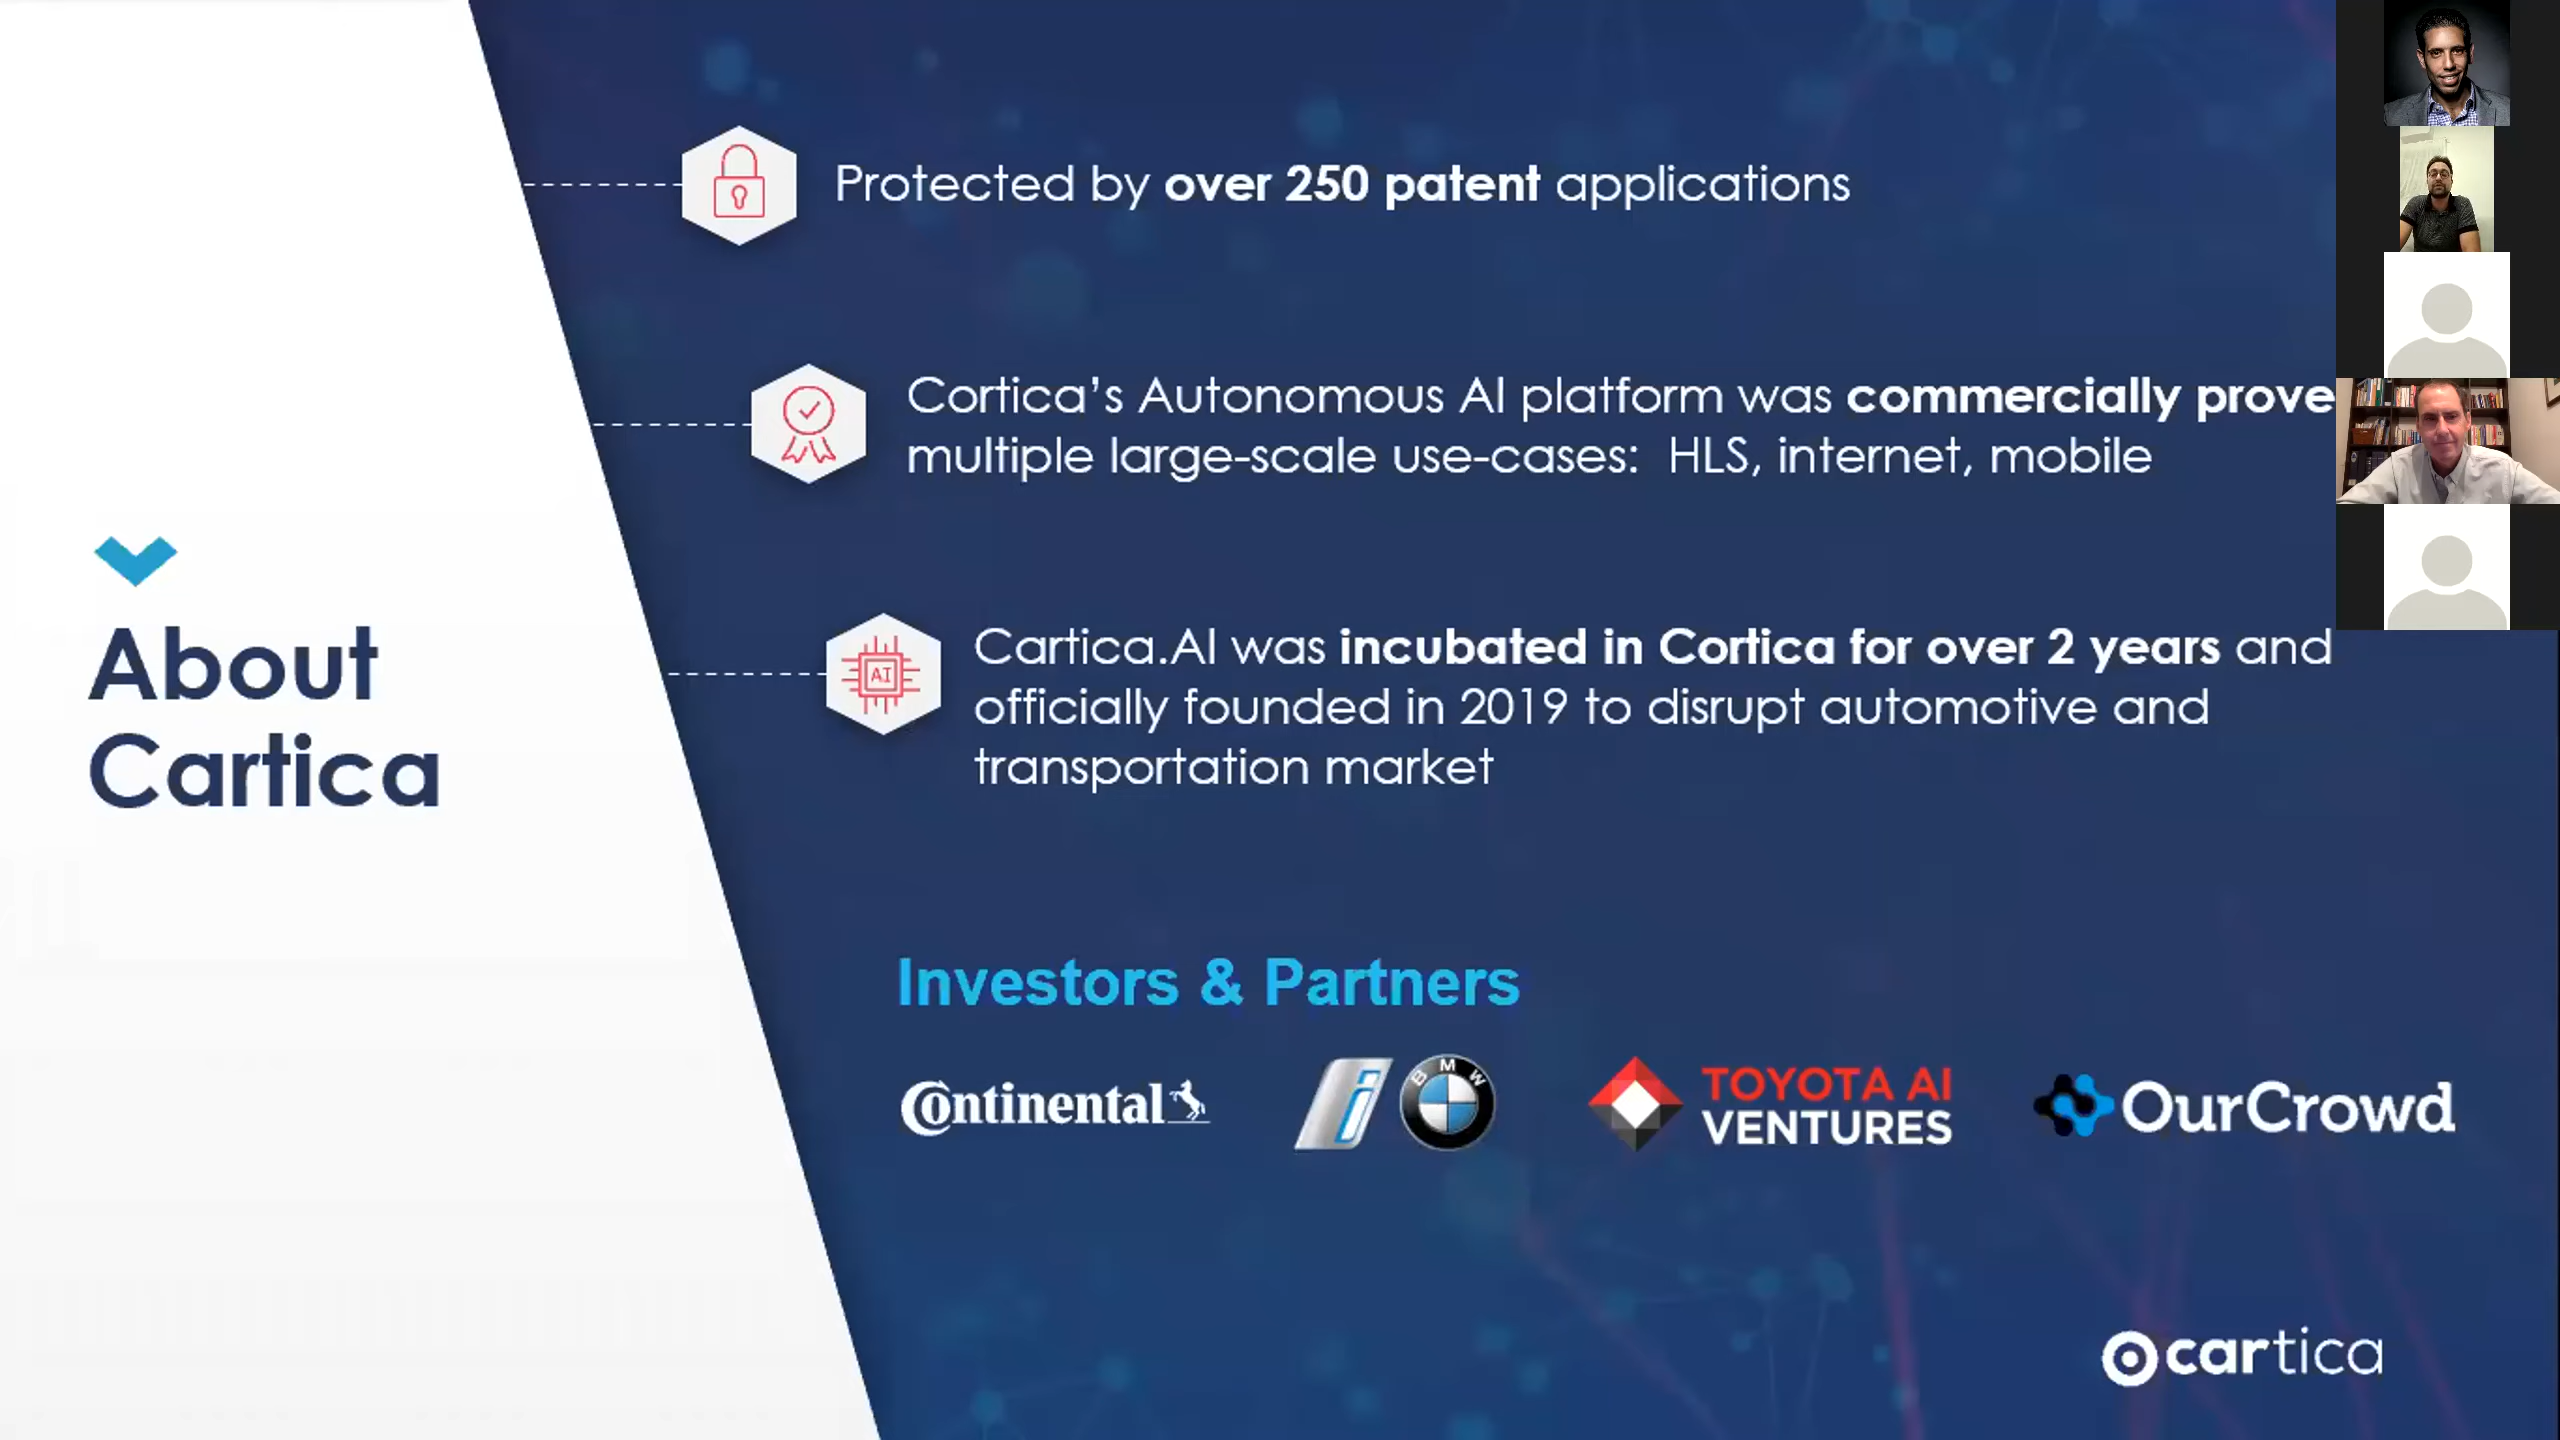 About
Cartica
Protected by over 250 patent applications
Cortica's Autonomous AI platform was commercially prove
multiple large-scale use-cases: HLS, internet, mobile
AI
Cartica.AI was incubated in Cortica for over 2 years and
officially founded in 2019 to disrupt automotive and
transportation market
Investors & Partners
Continental
i
BMW
TOYOTA AI
VENTURES
OurCrowd
cartica